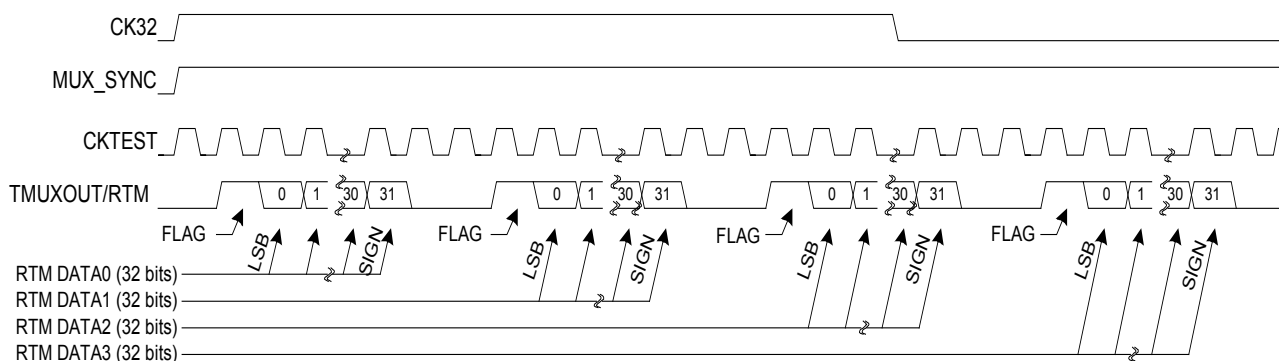 CK32
MUX_SYNC
CKTEST
TMUXOUT/RTM
0 1 30 31 0 1 30 31 0 1 30 31 0 1 30 31
FLAG FLAG FLAG FLAG
LSB SIGN LSB SIGN LSB SIGN LSB SIGN
RTM DATA0 (32 bits)
RTM DATA1 (32 bits)
RTM DATA2 (32 bits)
RTM DATA3 (32 bits)